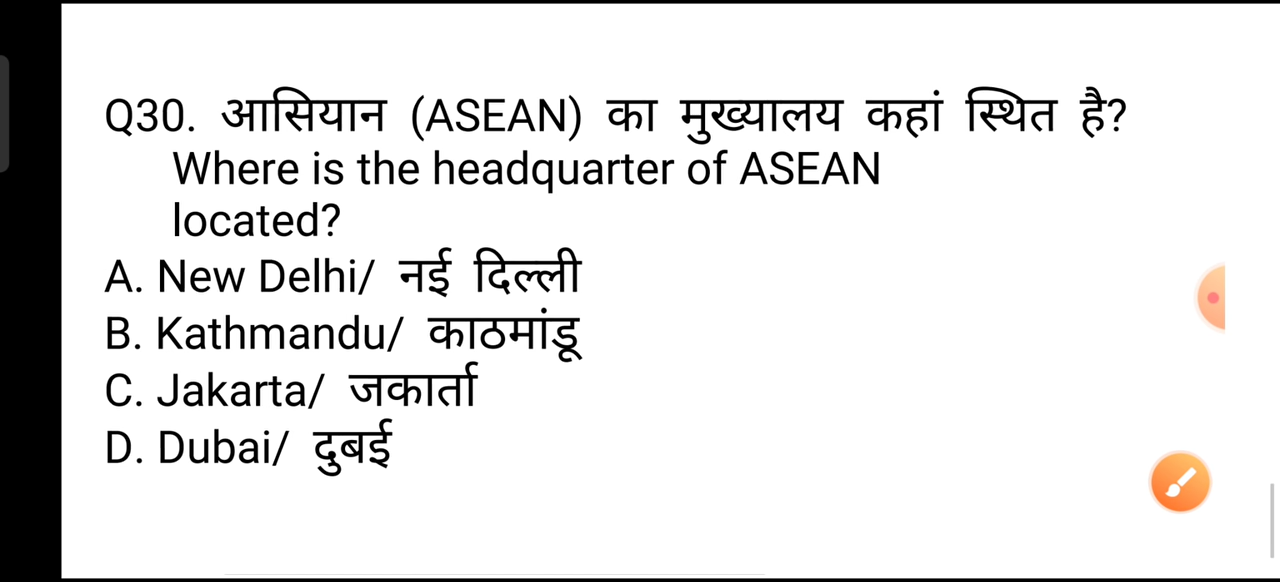 Q30. आसियान (ASEAN) का मुख्यालय कहां स्थित है?
Where is the headquarter of ASEAN
located?
A. New Delhi/ नई दिल्ली
B. Kathmandu/ काठमांडू
C. Jakarta/ जकार्ता
D. Dubai/ दुबई